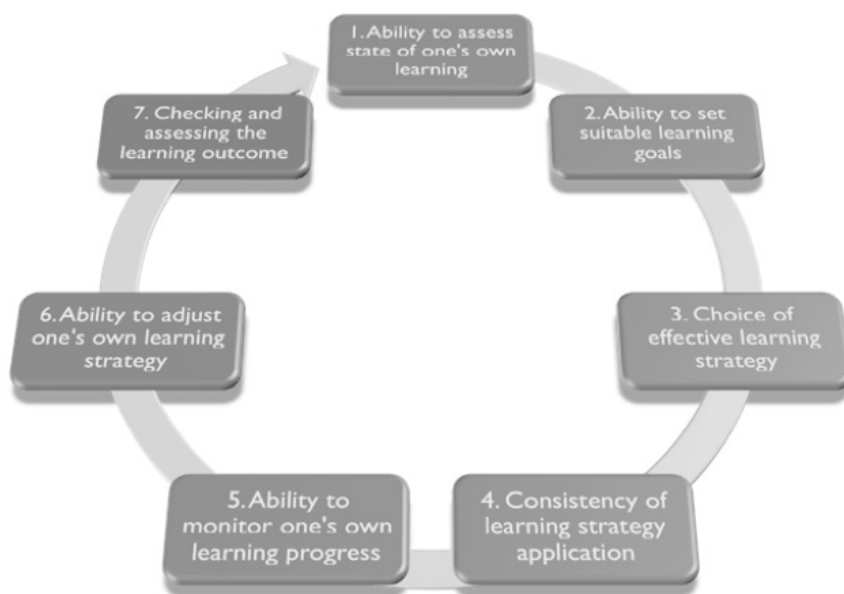 1. Ability to assess
state of one's own
learning
2. Ability to set
suitable learning
goals
3. Choice of
effective learning
strategy
4. Consistency of
learning strategy
application
5. Ability to
monitor one's own
learning progress
6. Ability to adjust
one's own learning
strategy
7. Checking and
assessing the
learning outcome